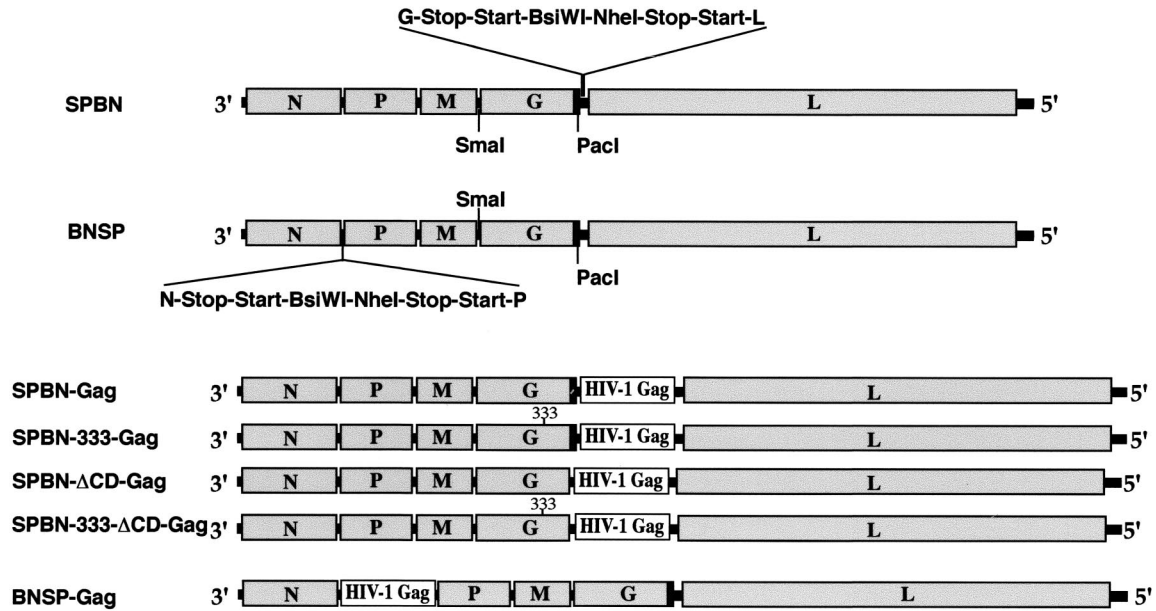 G-Stop-Start-BsiWI-NheI-Stop-Start-L
SPBN 3' N P M G L 5'
SmaI PacI
SmaI
BNSP 3' N P M G L 5'
PacI
N-Stop-Start-BsiWI-NheI-Stop-Start-P
SPBN-Gag 3' N P M G HIV-1 Gag L 5'
333
SPBN-333-Gag 3' N P M G HIV-1 Gag L 5'
SPBN-ΔCD-Gag 3' N P M G HIV-1 Gag L 5'
333
SPBN-333-ΔCD-Gag 3' N P M G HIV-1 Gag L 5'
BNSP-Gag 3' N HIV-1 Gag P M G L 5'